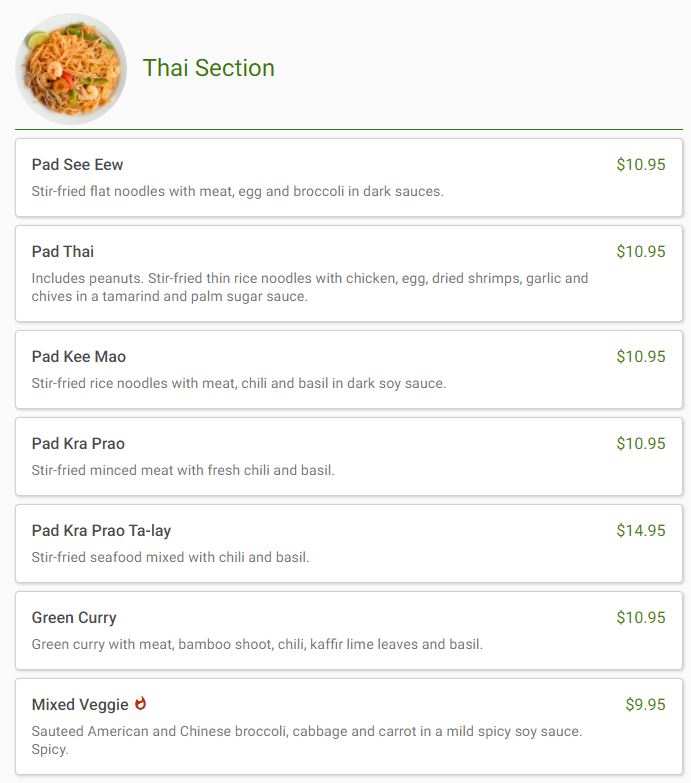 Thai Section
Pad See Eew $10.95
Stir-fried flat noodles with meat, egg and broccoli in dark sauces.
Pad Thai $10.95
Includes peanuts. Stir-fried thin rice noodles with chicken, egg, dried shrimps, garlic and
chives in a tamarind and palm sugar sauce.
Pad Kee Mao $10.95
Stir-fried rice noodles with meat, chili and basil in dark soy sauce.
Pad Kra Prao $10.95
Stir-fried minced meat with fresh chili and basil.
Pad Kra Prao Ta-lay $14.95
Stir-fried seafood mixed with chili and basil.
Green Curry $10.95
Green curry with meat, bamboo shoot, chili, kaffir lime leaves and basil.
Mixed Veggie $9.95
Sauteed American and Chinese broccoli, cabbage and carrot in a mild spicy soy sauce.
Spicy.